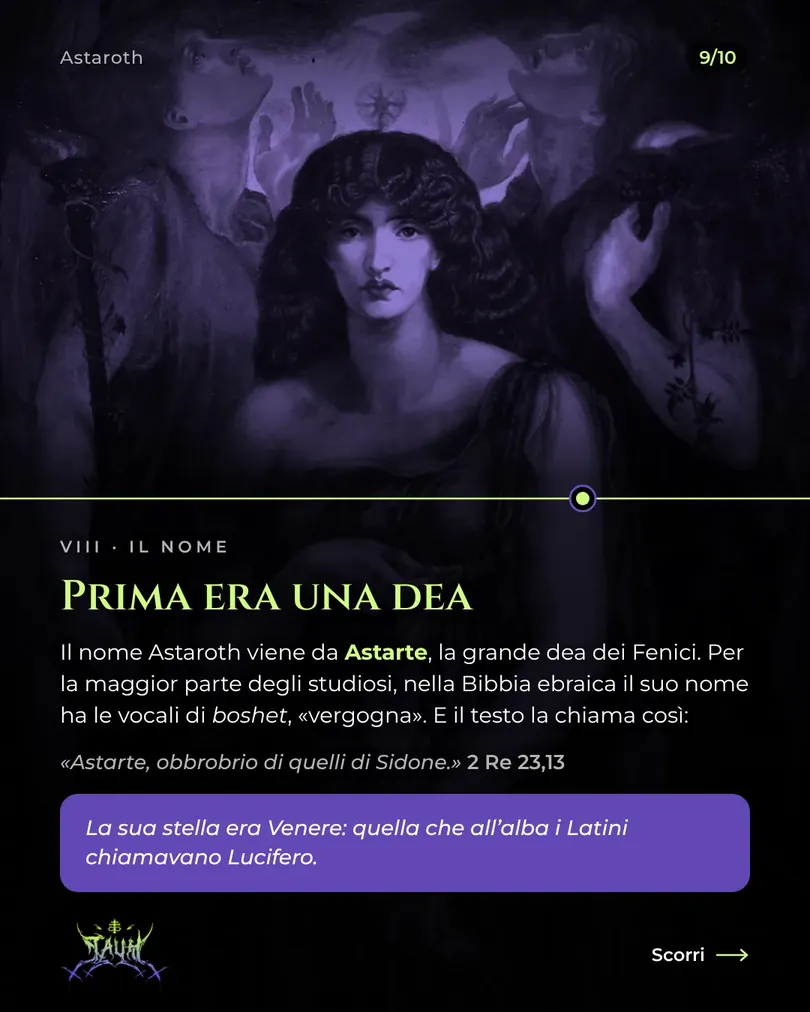 Astaroth
9/10
VIII · IL NOME
PRIMA ERA UNA DEA
Il nome Astaroth viene da Astarte, la grande dea dei Fenici. Per
la maggior parte degli studiosi, nella Bibbia ebraica il suo nome
ha le vocali di boshet, «vergogna». E il testo la chiama così:
«Astarte, obbrobrio di quelli di Sidone.» 2 Re 23,13
La sua stella era Venere: quella che all’alba i Latini
chiamavano Lucifero.
Scorri